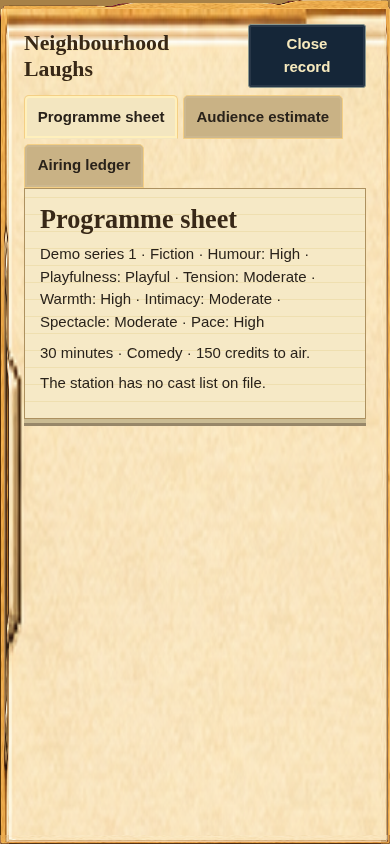 Neighbourhood
Laughs
Close
record
Programme sheet
Audience estimate
Airing ledger
Programme sheet
Demo series 1 · Fiction · Humour: High ·
Playfulness: Playful · Tension: Moderate ·
Warmth: High · Intimacy: Moderate ·
Spectacle: Moderate · Pace: High
30 minutes · Comedy · 150 credits to air.
The station has no cast list on file.